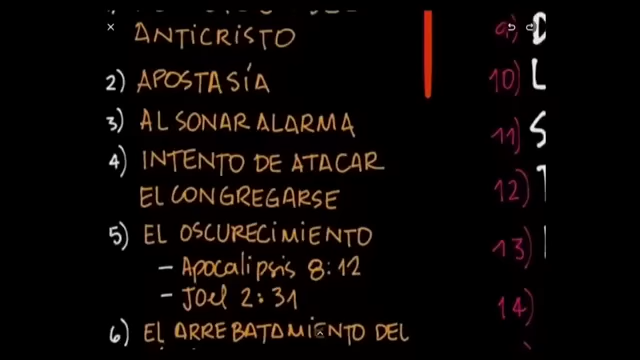 ANTICRISTO
2) APOSTASÍA
3) AL SONAR ALARMA
4) INTENTO DE ATACAR
EL CONGREGARSE
5) EL OSCURECIMIENTO
- Apocalipsis 8:12
- JOEl 2:31
6) EL ARREBATAMIENTO DEL
9)
10) L
11) S
12)
13)
14)